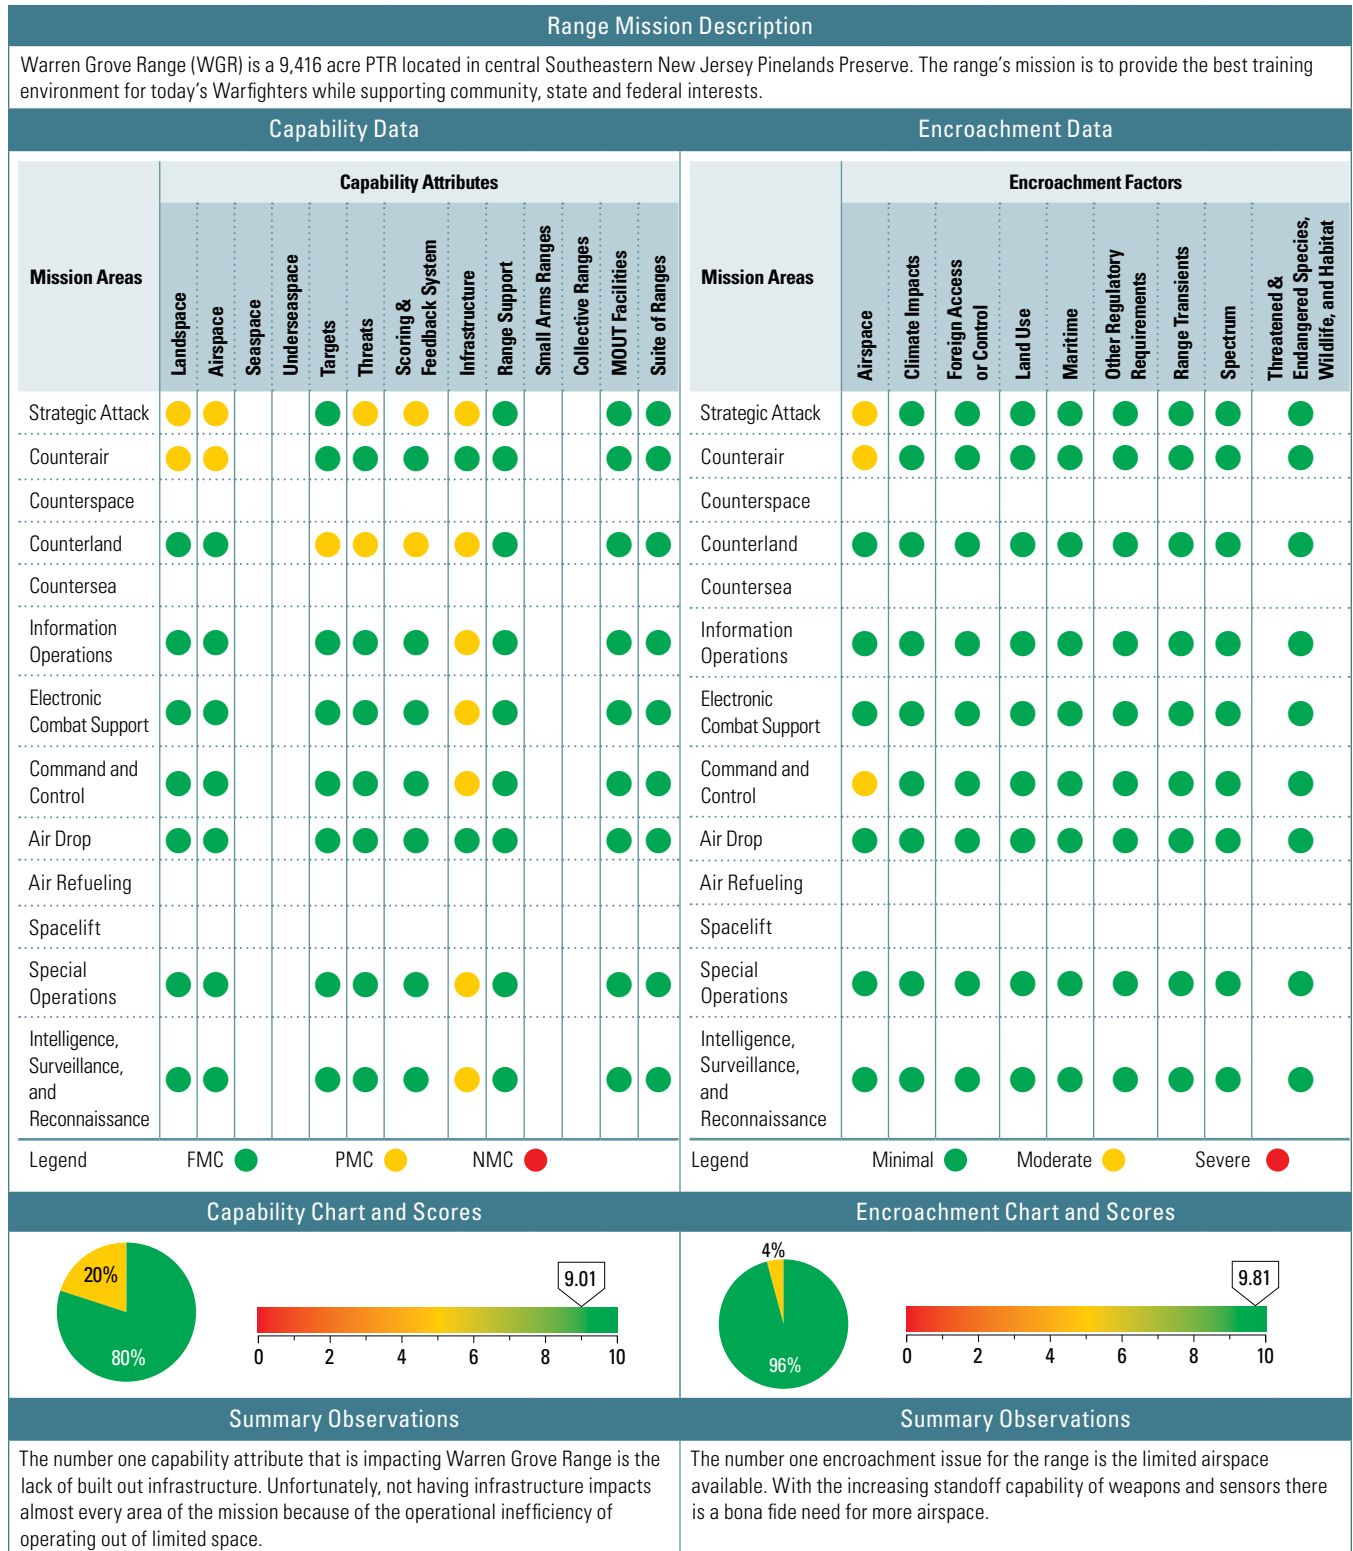 Range Mission Description
Warren Grove Range (WGR) is a 9,416 acre PTR located in central Southeastern New Jersey Pinelands Preserve. The range's mission is to provide the best training
environment for today's Warfighters while supporting community, state and federal interests.
Capability Data
Mission Areas
Capability Attributes
Landspace
Airspace
Seaspace
Underseaspace
Targets
Threats
Scoring &
Feedback System
Infrastructure
Range Support
Small Arms Ranges
Collective Ranges
MOUT Facilities
Suite of Ranges
Strategic Attack
Counterair
Counterspace
Counterland
Countersea
Information
Operations
Electronic
Combat Support
Command and
Control
Air Drop
Air Refueling
Spacelift
Special
Operations
Intelligence,
Surveillance,
and
Reconnaissance
Legend FMC PMC NMC
Encroachment Data
Mission Areas
Encroachment Factors
Airspace
Climate Impacts
Foreign Access
or Control
Land Use
Maritime
Other Regulatory
Requirements
Range Transients
Spectrum
Threatened &
Endangered Species,
Wildlife, and Habitat
Strategic Attack
Counterair
Counterspace
Counterland
Countersea
Information
Operations
Electronic
Combat Support
Command and
Control
Air Drop
Air Refueling
Spacelift
Special
Operations
Intelligence,
Surveillance,
and
Reconnaissance
Legend Minimal Moderate Severe
Capability Chart and Scores
20%
80%
9.01
0 2 4 6 8 10
Encroachment Chart and Scores
4%
96%
9.81
0 2 4 6 8 10
Summary Observations
The number one capability attribute that is impacting Warren Grove Range is the
lack of built out infrastructure. Unfortunately, not having infrastructure impacts
almost every area of the mission because of the operational inefficiency of
operating out of limited space.
Summary Observations
The number one encroachment issue for the range is the limited airspace
available. With the increasing standoff capability of weapons and sensors there
is a bona fide need for more airspace.